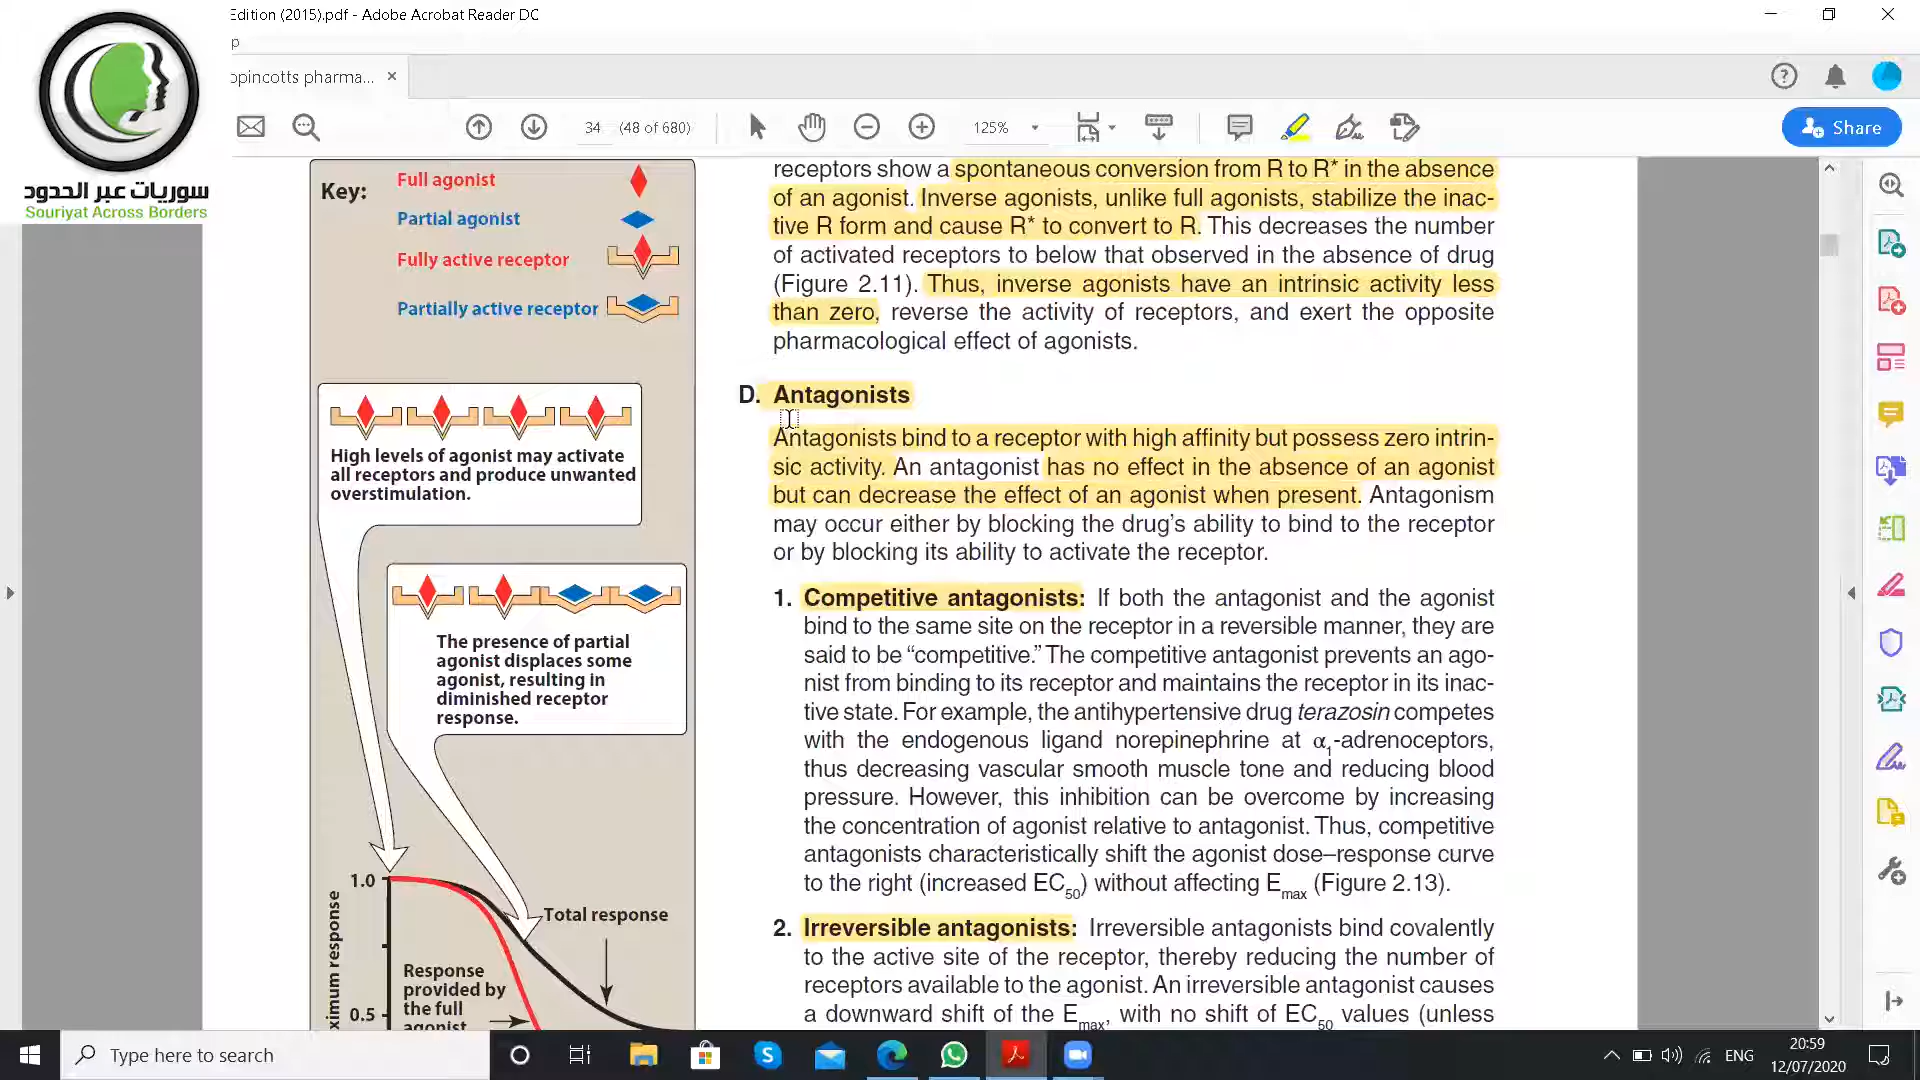 Edition (2015).pdf - Adobe Acrobat Reader DC
p
opincotts pharma...
34 (48 of 680)
125%
Share
سوريات عبر الحدود
Souriyat Across Borders
Key:
Full agonist
Partial agonist
Fully active receptor
Partially active receptor
High levels of agonist may activate
all receptors and produce unwanted
overstimulation.
The presence of partial
agonist displaces some
agonist, resulting in
diminished receptor
response.
1.0
Total response
Response
provided by
the full
agonist
0.5
ximum response
receptors show a spontaneous conversion from R to R* in the absence
of an agonist. Inverse agonists, unlike full agonists, stabilize the inac-
tive R form and cause R* to convert to R. This decreases the number
of activated receptors to below that observed in the absence of drug
(Figure 2.11). Thus, inverse agonists have an intrinsic activity less
than zero, reverse the activity of receptors, and exert the opposite
pharmacological effect of agonists.
D. Antagonists
Antagonists bind to a receptor with high affinity but possess zero intrin-
sic activity. An antagonist has no effect in the absence of an agonist
but can decrease the effect of an agonist when present. Antagonism
may occur either by blocking the drug's ability to bind to the receptor
or by blocking its ability to activate the receptor.
1. Competitive antagonists: If both the antagonist and the agonist
bind to the same site on the receptor in a reversible manner, they are
said to be “competitive.” The competitive antagonist prevents an ago-
nist from binding to its receptor and maintains the receptor in its inac-
tive state. For example, the antihypertensive drug terazosin competes
with the endogenous ligand norepinephrine at α1-adrenoceptors,
thus decreasing vascular smooth muscle tone and reducing blood
pressure. However, this inhibition can be overcome by increasing
the concentration of agonist relative to antagonist. Thus, competitive
antagonists characteristically shift the agonist dose–response curve
to the right (increased EC50) without affecting Emax (Figure 2.13).
2. Irreversible antagonists: Irreversible antagonists bind covalently
to the active site of the receptor, thereby reducing the number of
receptors available to the agonist. An irreversible antagonist causes
a downward shift of the Emax, with no shift of EC50 values (unless
Type here to search
ENG
20:59
12/07/2020